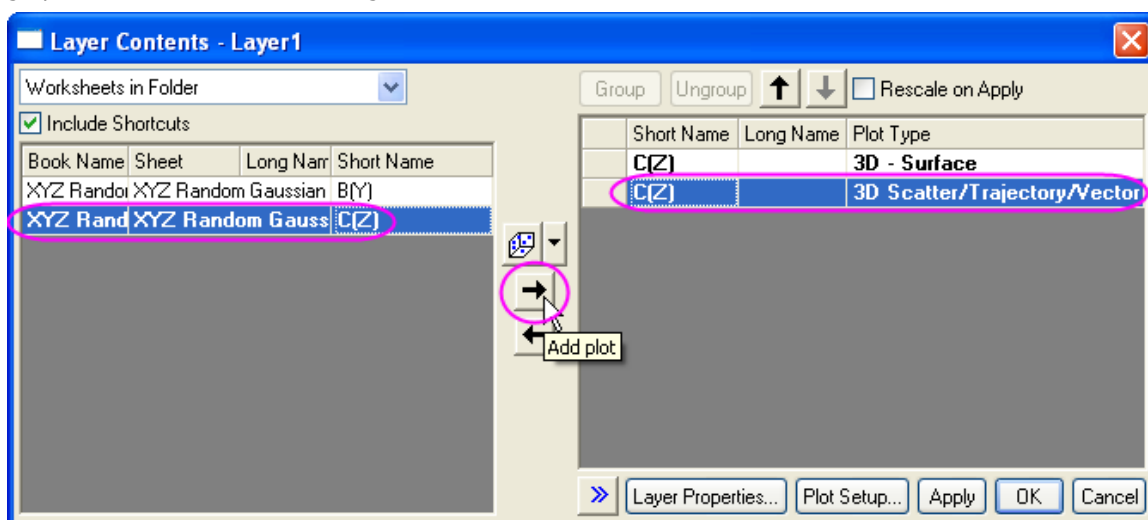 Layer Contents - Layer1
Worksheets in Folder
Include Shortcuts
Book Name Sheet Long Nam Short Name
XYZ Randor XYZ Random Gaussian B(Y)
XYZ Rand XYZ Random Gauss C(Z)
Add plot
Group Ungroup Rescale on Apply
Short Name Long Name Plot Type
C(Z) 3D - Surface
C(Z) 3D Scatter/Trajectory/Vector
Layer Properties... Plot Setup... Apply OK Cancel